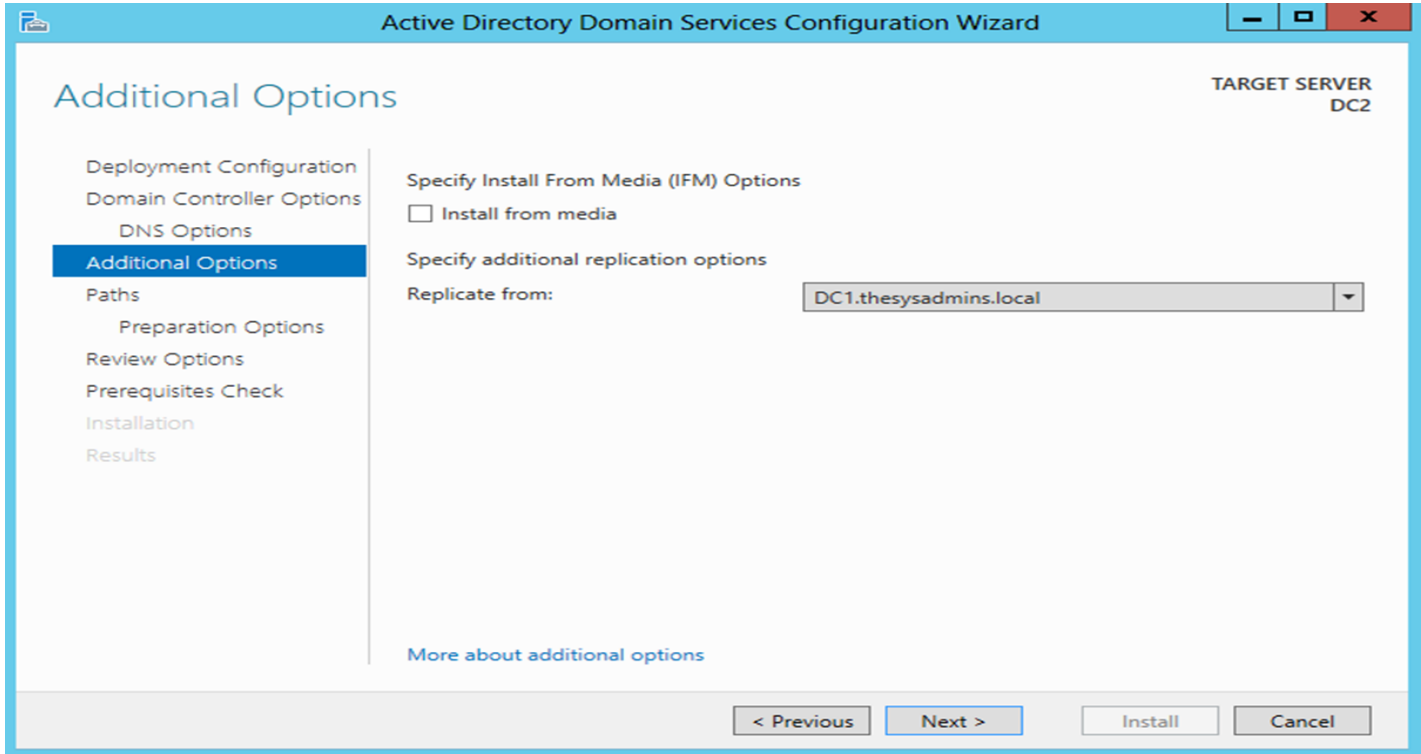 Active Directory Domain Services Configuration Wizard
Additional Options
TARGET SERVER
DC2
Deployment Configuration
Domain Controller Options
DNS Options
Additional Options
Paths
Preparation Options
Review Options
Prerequisites Check
Installation
Results
Specify Install From Media (IFM) Options
Install from media
Specify additional replication options
Replicate from: DC1.thesysadmins.local
More about additional options
< Previous Next > Install Cancel